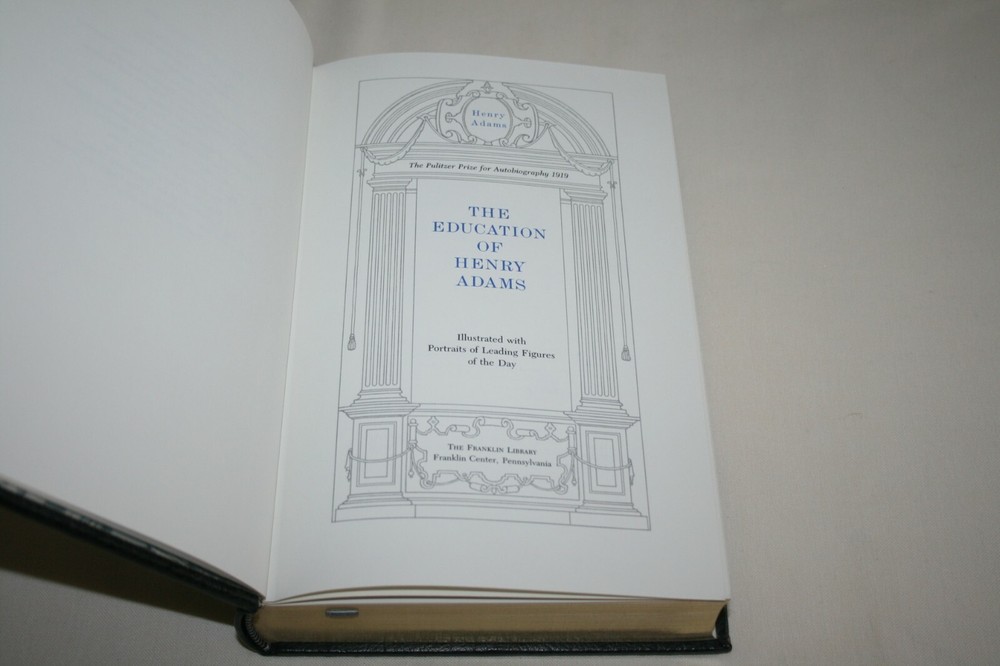 Henry
Adams
The Pulitzer Prize for Autobiography 1919
THE
EDUCATION
OF
HENRY
ADAMS
Illustrated with
Portraits of Leading Figures
of the Day
THE FRANKLIN LIBRARY
Franklin Center, Pennsylvania